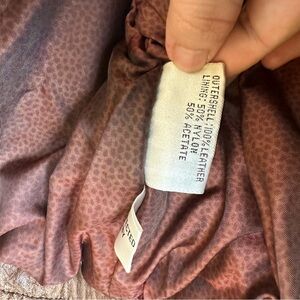 OUTERSHELL:100%LEATHER
LINING: 50% NYLON
50% ACETATE